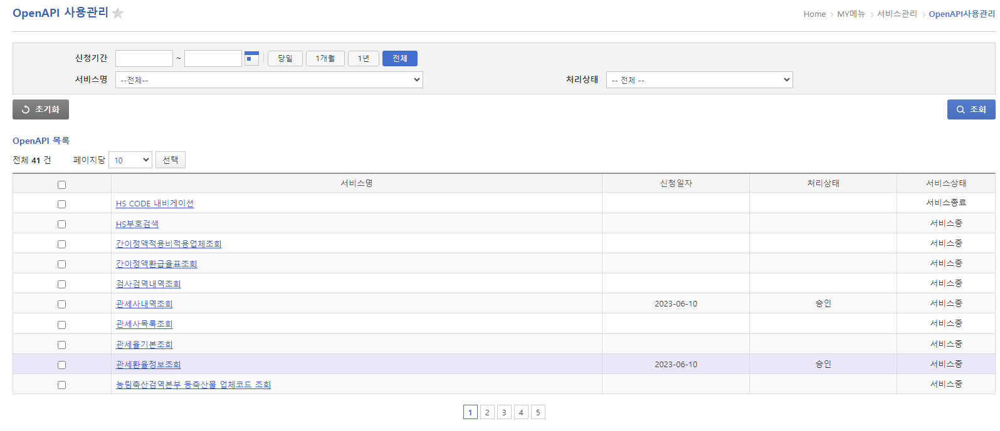 OpenAPI 사용관리
Home > MY메뉴 > 서비스관리 > OpenAPI사용관리
신청기간 ~ 당일 1개월 1년 전체
서비스명 --전체-- 처리상태 -- 전체 --
초기화 조회
OpenAPI 목록
전체 41 건 페이지당 10 선택
서비스명 신청일자 처리상태 서비스상태
HS CODE 내비게이션 서비스종료
HS부호검색 서비스중
간이정액적용비적용업체조회 서비스중
간이정액환급율표조회 서비스중
검사검역내역조회 서비스중
관세사내역조회 2023-06-10 승인 서비스중
관세사목록조회 서비스중
관세율기본조회 서비스중
관세환율정보조회 2023-06-10 승인 서비스중
농림축산검역본부 동축산물 업체코드 조회 서비스중
1 2 3 4 5